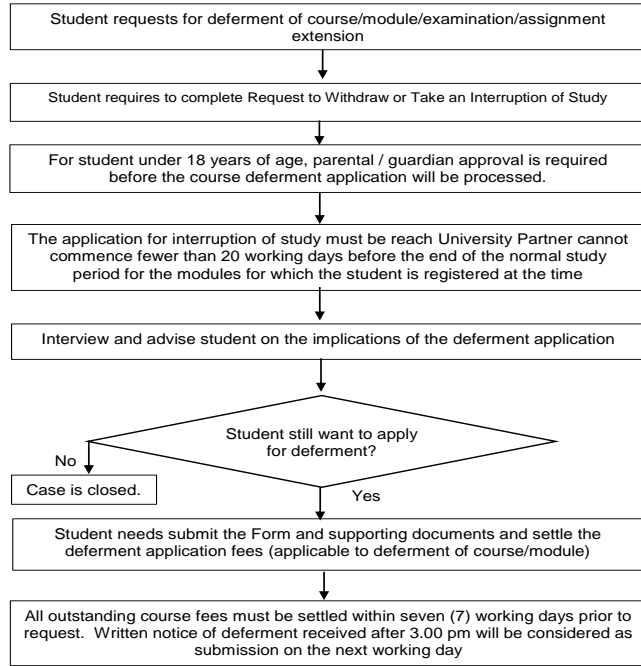 Student requests for deferment of course/module/examination/assignment
extension
Student requires to complete Request to Withdraw or Take an Interruption of Study
For student under 18 years of age, parental / guardian approval is required
before the course deferment application will be processed.
The application for interruption of study must be reach University Partner cannot
commence fewer than 20 working days before the end of the normal study
period for the modules for which the student is registered at the time
Interview and advise student on the implications of the deferment application
Student still want to apply
for deferment?
No
Case is closed.
Yes
Student needs submit the Form and supporting documents and settle the
deferment application fees (applicable to deferment of course/module)
All outstanding course fees must be settled within seven (7) working days prior to
request. Written notice of deferment received after 3.00 pm will be considered as
submission on the next working day